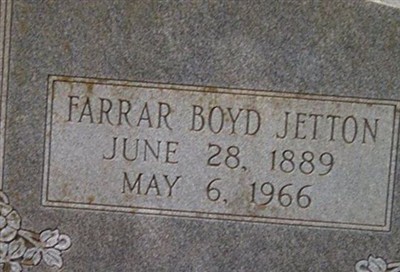 FARRAR BOYD JETTON
JUNE 28, 1889
MAY 6, 1966